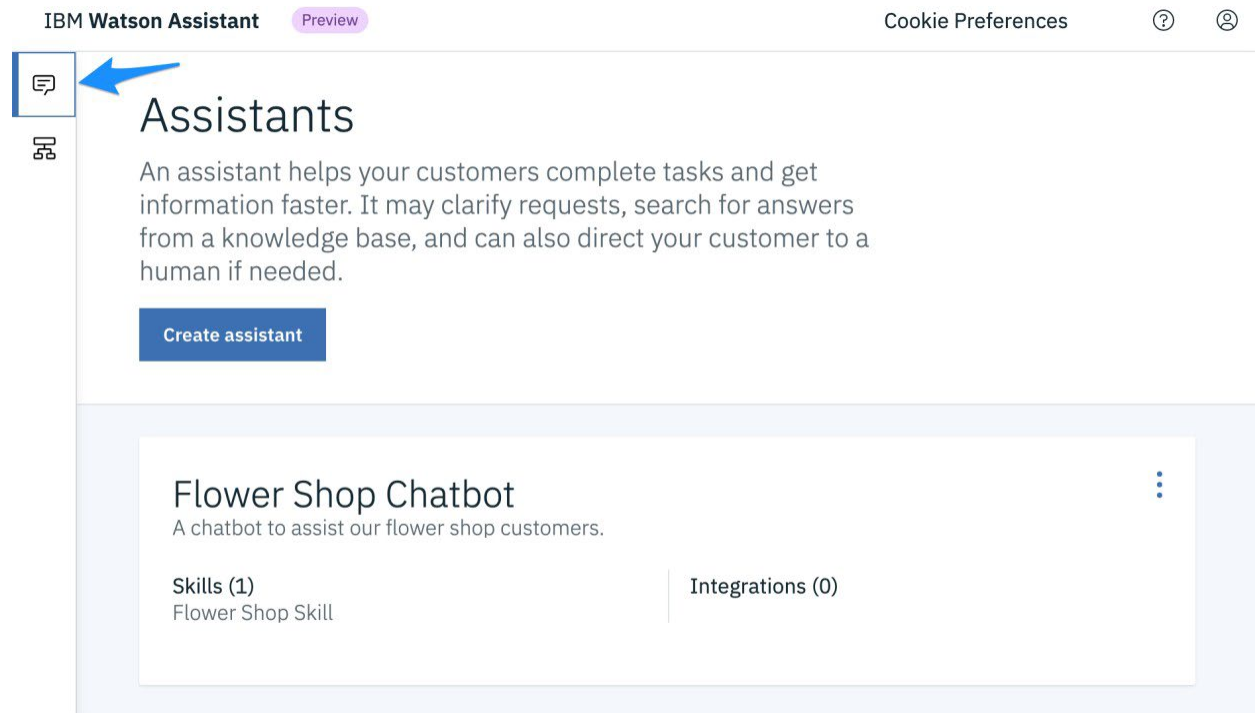 IBM Watson Assistant Preview Cookie Preferences
Assistants
An assistant helps your customers complete tasks and get
information faster. It may clarify requests, search for answers
from a knowledge base, and can also direct your customer to a
human if needed.
Create assistant
Flower Shop Chatbot
A chatbot to assist our flower shop customers.
Skills (1) Integrations (0)
Flower Shop Skill